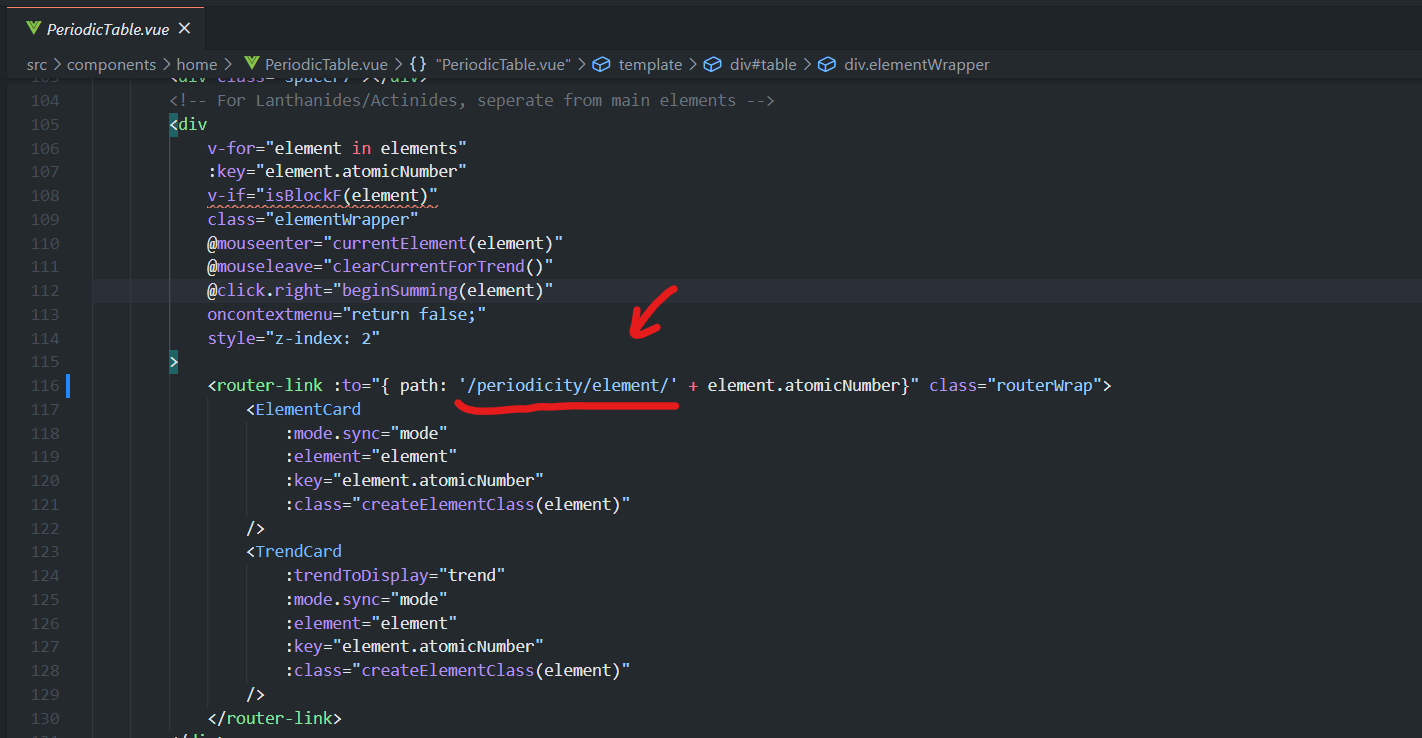 PeriodicTable.vue
src > components > home > PeriodicTable.vue > {} "PeriodicTable.vue" > template > div#table > div.elementWrapper
103 <div class="spacer7"></div>
104 <!-- For Lanthanides/Actinides, seperate from main elements -->
105 <div
106 v-for="element in elements"
107 :key="element.atomicNumber"
108 v-if="isBlockF(element)"
109 class="elementWrapper"
110 @mouseenter="currentElement(element)"
111 @mouseleave="clearCurrentForTrend()"
112 @click.right="beginSumming(element)"
113 oncontextmenu="return false;"
114 style="z-index: 2"
115 >
116 <router-link :to="{ path: '/periodicity/element/' + element.atomicNumber}" class="routerWrap">
117 <ElementCard
118 :mode.sync="mode"
119 :element="element"
120 :key="element.atomicNumber"
121 :class="createElementClass(element)"
122 />
123 <TrendCard
124 :trendToDisplay="trend"
125 :mode.sync="mode"
126 :element="element"
127 :key="element.atomicNumber"
128 :class="createElementClass(element)"
129 />
130 </router-link>